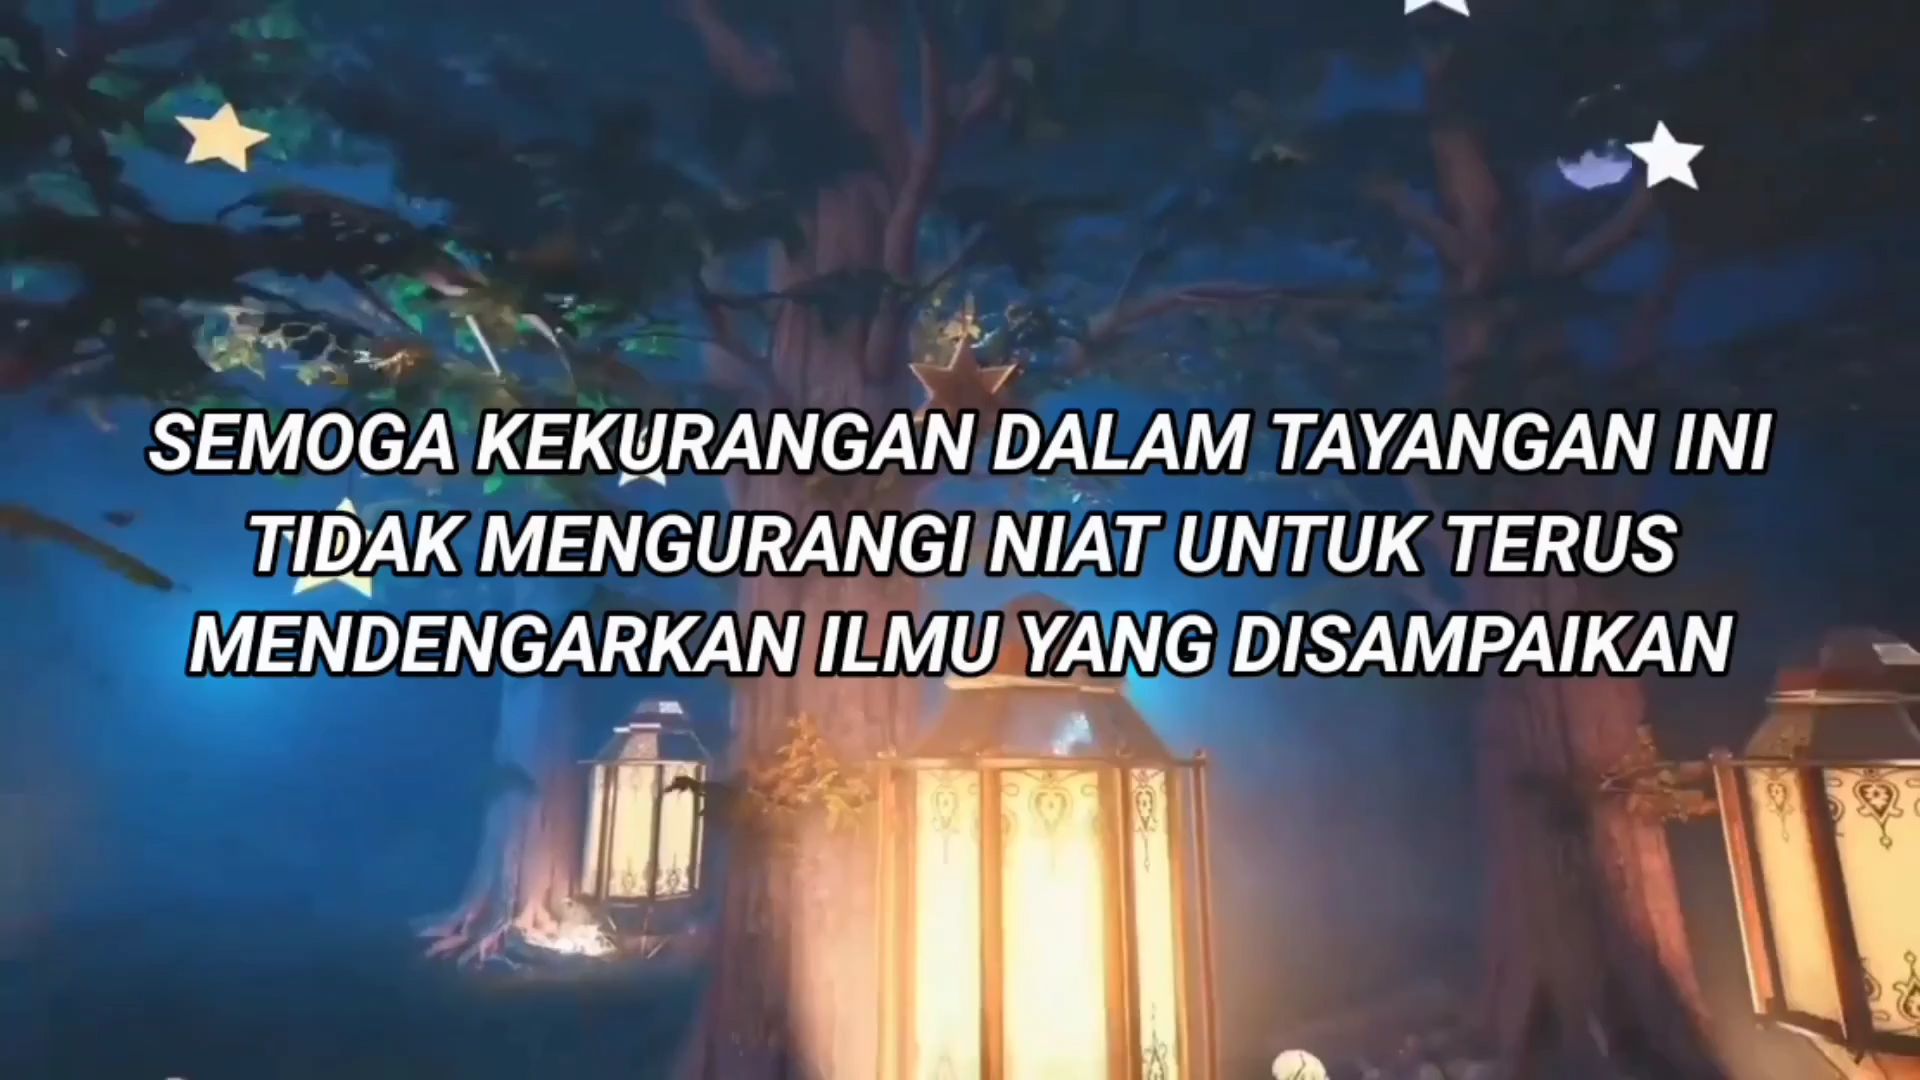 SEMOGA KEKURANGAN DALAM TAYANGAN INI
TIDAK MENGURANGI NIAT UNTUK TERUS
MENDENGARKAN ILMU YANG DISAMPAIKAN